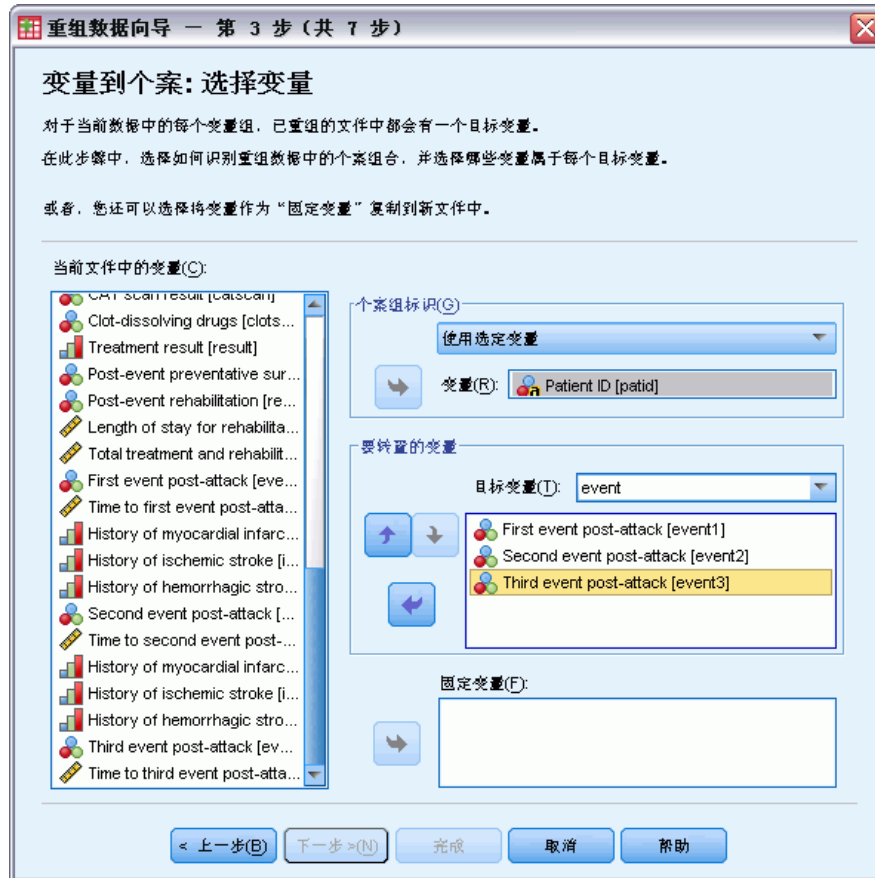 重组数据向导 － 第 3 步（共 7 步）
变量到个案: 选择变量
对于当前数据中的每个变量组，已重组的文件中都会有一个目标变量。
在此步骤中，选择如何识别重组数据中的个案组合，并选择哪些变量属于每个目标变量。
或者，您还可以选择将变量作为“固定变量”复制到新文件中。
当前文件中的变量(C):
CAT scan result [catscan]
Clot-dissolving drugs [clots...
Treatment result [result]
Post-event preventative sur...
Post-event rehabilitation [re...
Length of stay for rehabilita...
Total treatment and rehabilit...
First event post-attack [eve...
Time to first event post-atta...
History of myocardial infarc...
History of ischemic stroke [i...
History of hemorrhagic stro...
Second event post-attack [...
Time to second event post-...
History of myocardial infarc...
History of ischemic stroke [i...
History of hemorrhagic stro...
Third event post-attack [ev...
Time to third event post-atta...
个案组标识(G)
使用选定变量
变量(R):
Patient ID [patid]
要转置的变量
目标变量(T):
event
First event post-attack [event1]
Second event post-attack [event2]
Third event post-attack [event3]
固定变量(F):
< 上一步(B)
下一步 >(N)
完成
取消
帮助